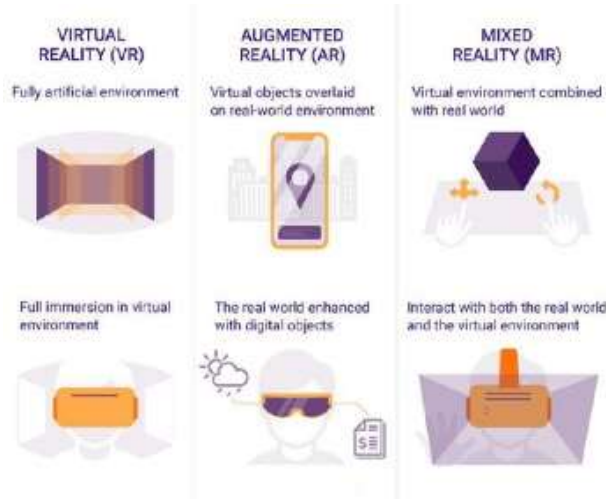 VIRTUAL
REALITY (VR)
Fully artificial environment
Full immersion in virtual
environment
AUGMENTED
REALITY (AR)
Virtual objects overlaid
on real-world environment
The real world enhanced
with digital objects
$
MIXED
REALITY (MR)
Virtual environment combined
with real world
Interact with both the real world
and the virtual environment